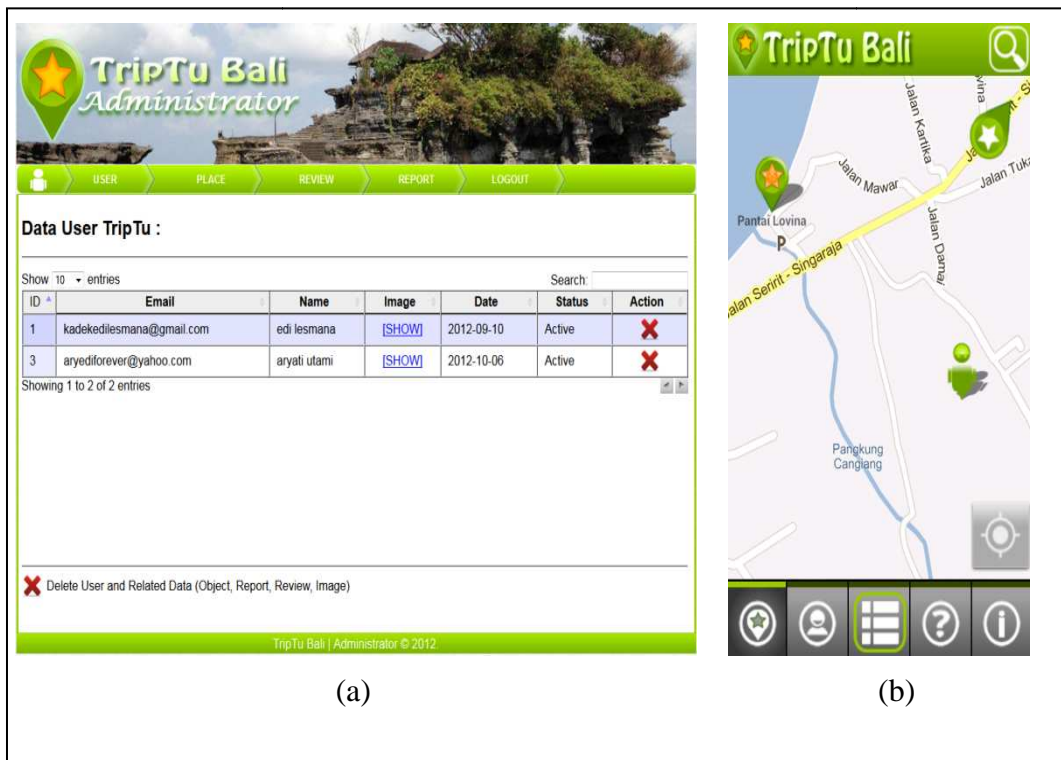 TripTu Bali
Administrator
USER PLACE REVIEW REPORT LOGOUT
Data User TripTu :
Show 10 entries Search:
ID Email Name Image Date Status Action
1 kadekedilesmana@gmail.com edi lesmana [SHOW] 2012-09-10 Active
3 aryediforever@yahoo.com aryati utami [SHOW] 2012-10-06 Active
Showing 1 to 2 of 2 entries
Delete User and Related Data (Object, Report, Review, Image)
TripTu Bali | Administrator © 2012.
(a)
TripTu Bali
Jalan Kartika
vina
Jalan Mawar
Jalan Tuk
Pantai Lovina
P
Jalan Damai
alan Seririt - Singaraja
Pangkung
Cangiang
(b)